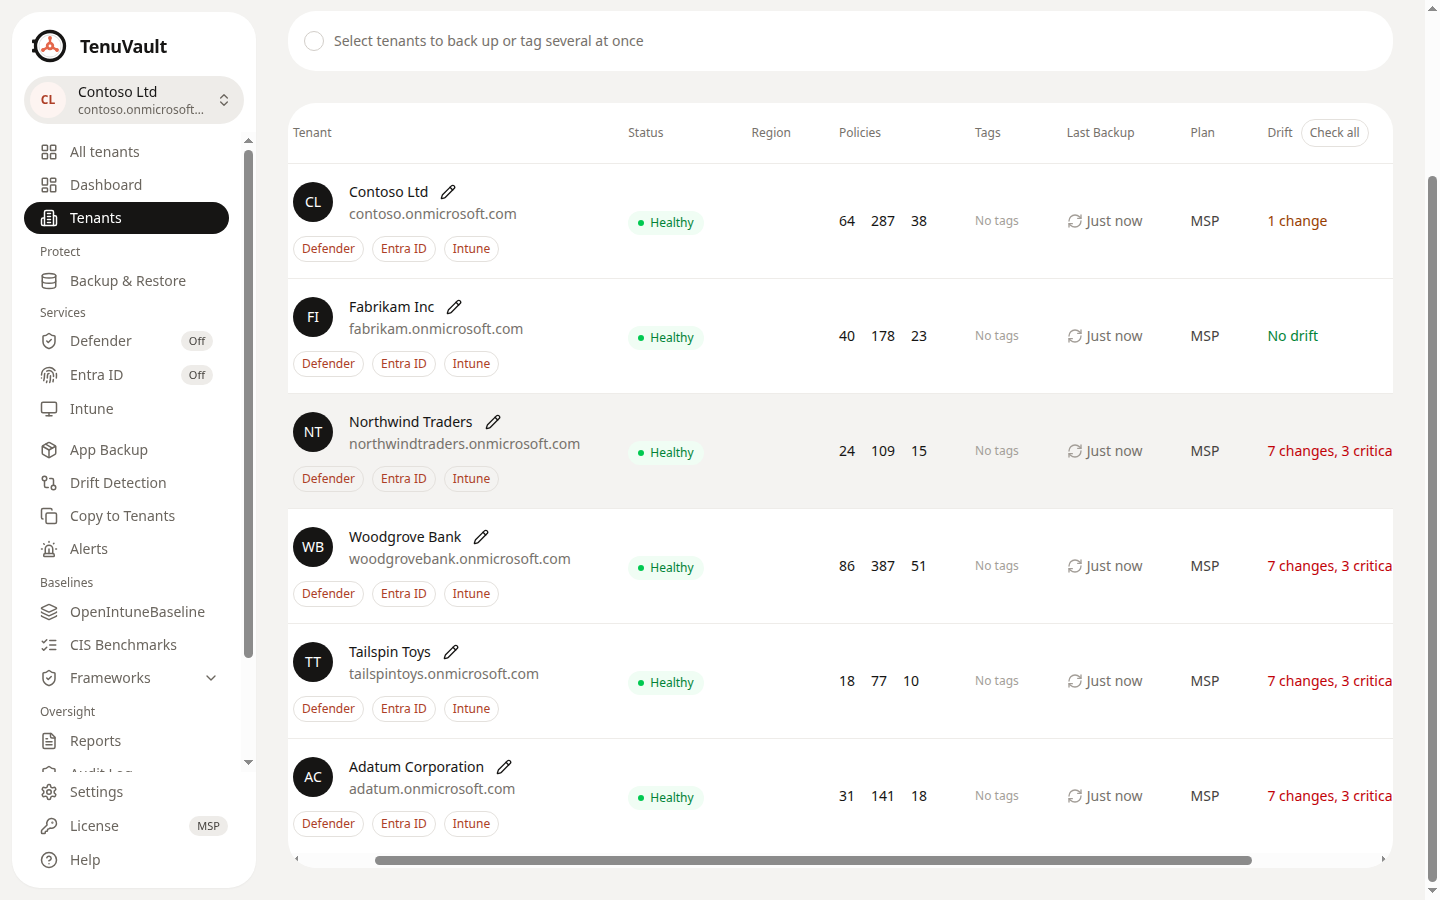 TenuVault
CL
Contoso Ltd
contoso.onmicrosoft...
All tenants
Dashboard
Tenants
Protect
Backup & Restore
Services
Defender Off
Entra ID Off
Intune
App Backup
Drift Detection
Copy to Tenants
Alerts
Baselines
OpenIntuneBaseline
CIS Benchmarks
Frameworks
Oversight
Reports
Audit Log
Settings
License MSP
Help
Select tenants to back up or tag several at once
Tenant Status Region Policies Tags Last Backup Plan Drift Check all
CL Contoso Ltd
contoso.onmicrosoft.com
Healthy 64 287 38 No tags Just now MSP 1 change
Defender Entra ID Intune
FI Fabrikam Inc
fabrikam.onmicrosoft.com
Healthy 40 178 23 No tags Just now MSP No drift
Defender Entra ID Intune
NT Northwind Traders
northwindtraders.onmicrosoft.com
Healthy 24 109 15 No tags Just now MSP 7 changes, 3 critica
Defender Entra ID Intune
WB Woodgrove Bank
woodgrovebank.onmicrosoft.com
Healthy 86 387 51 No tags Just now MSP 7 changes, 3 critica
Defender Entra ID Intune
TT Tailspin Toys
tailspintoys.onmicrosoft.com
Healthy 18 77 10 No tags Just now MSP 7 changes, 3 critica
Defender Entra ID Intune
AC Adatum Corporation
adatum.onmicrosoft.com
Healthy 31 141 18 No tags Just now MSP 7 changes, 3 critica
Defender Entra ID Intune